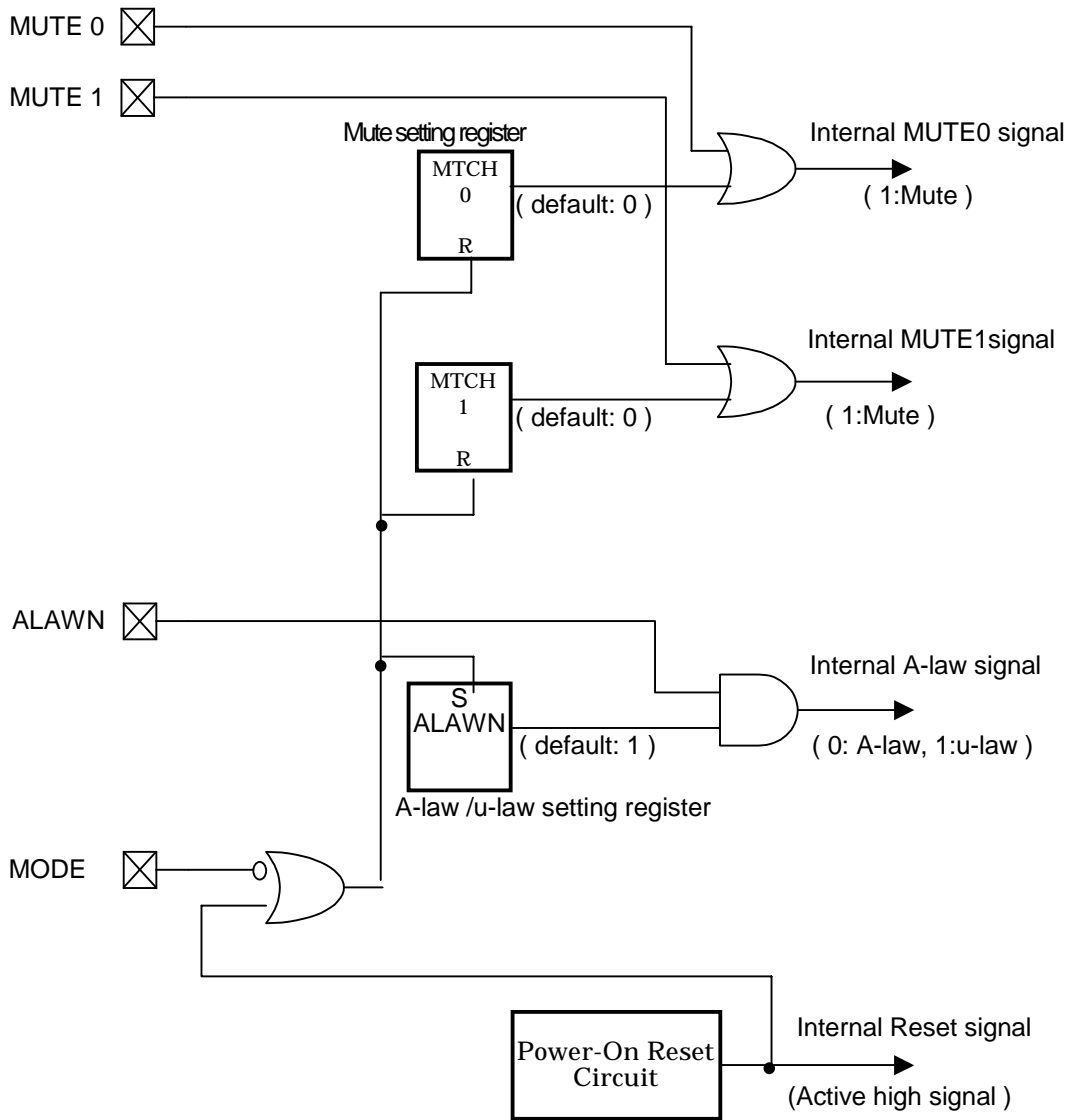 MUTE 0
MUTE 1
Mute setting register
MTCH
0
R
( default: 0 )
Internal MUTE0 signal
( 1:Mute )
MTCH
1
R
( default: 0 )
Internal MUTE1signal
( 1:Mute )
ALAWN
S
ALAWN
( default: 1 )
Internal A-law signal
( 0: A-law, 1:u-law )
A-law /u-law setting register
MODE
Power-On Reset
Circuit
Internal Reset signal
(Active high signal )